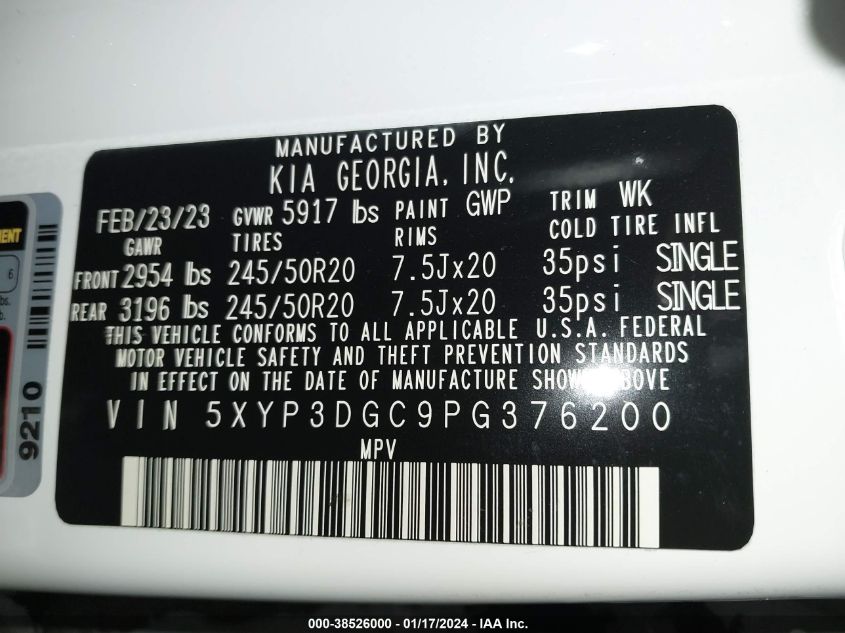 MANUFACTURED BY
KIA GEORGIA, INC.
FEB/23/23 GVWR 5917 lbs PAINT GWP TRIM WK
GAWR TIRES RIMS COLD TIRE INFL
FRONT 2954 lbs 245/50R20 7.5Jx20 35psi SINGLE
REAR 3196 lbs 245/50R20 7.5Jx20 35psi SINGLE
THIS VEHICLE CONFORMS TO ALL APPLICABLE U.S.A. FEDERAL
MOTOR VEHICLE SAFETY AND THEFT PREVENTION STANDARDS
IN EFFECT ON THE DATE OF MANUFACTURE SHOWN ABOVE
VIN 5XYP3DGC9PG376200
MPV
6
9210
000-38526000 - 01/17/2024 - IAA Inc.